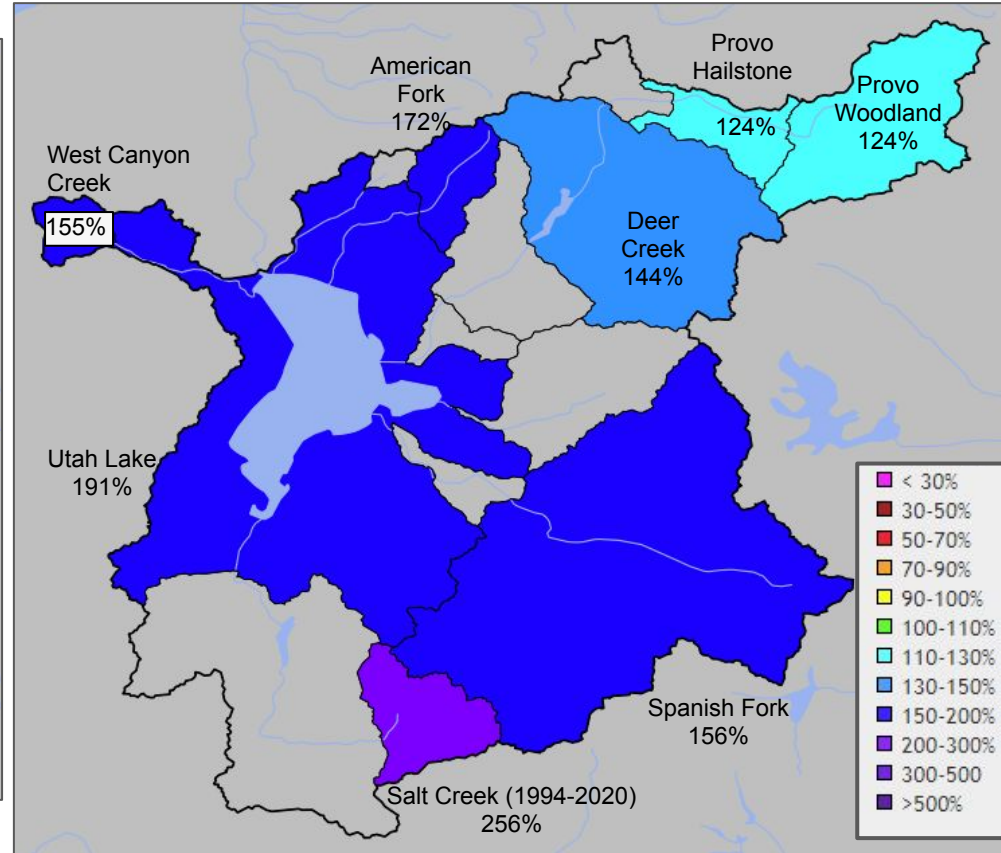 American
Fork
172%
Provo
Hailstone
124%
Provo
Woodland
124%
West Canyon
Creek
155%
Deer
Creek
144%
Utah Lake
191%
Spanish Fork
156%
Salt Creek (1994-2020)
256%
< 30%
30-50%
50-70%
70-90%
90-100%
100-110%
110-130%
130-150%
150-200%
200-300%
300-500
>500%